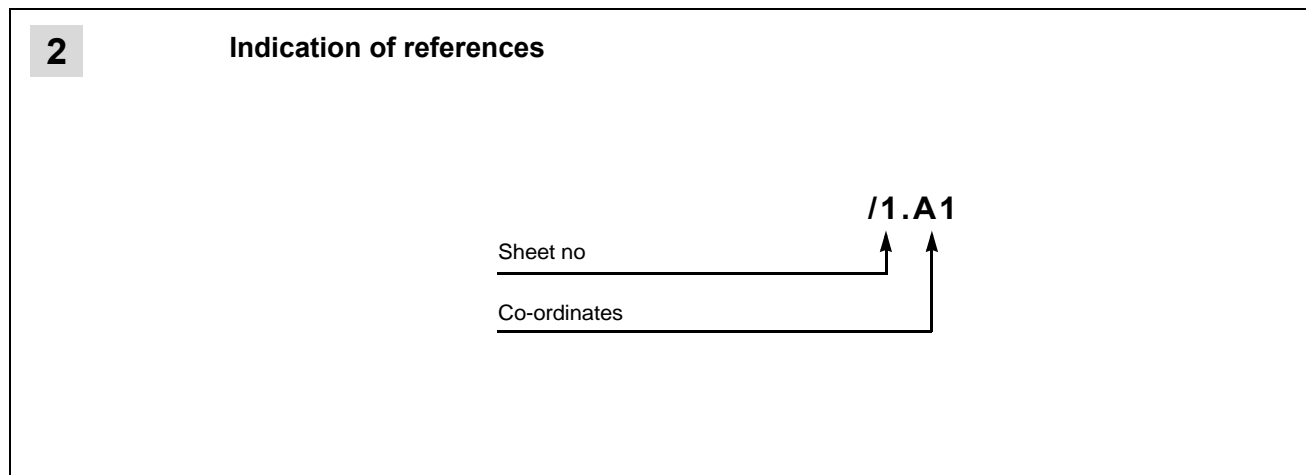 2 Indication of references
/1.A1
Sheet no
Co-ordinates